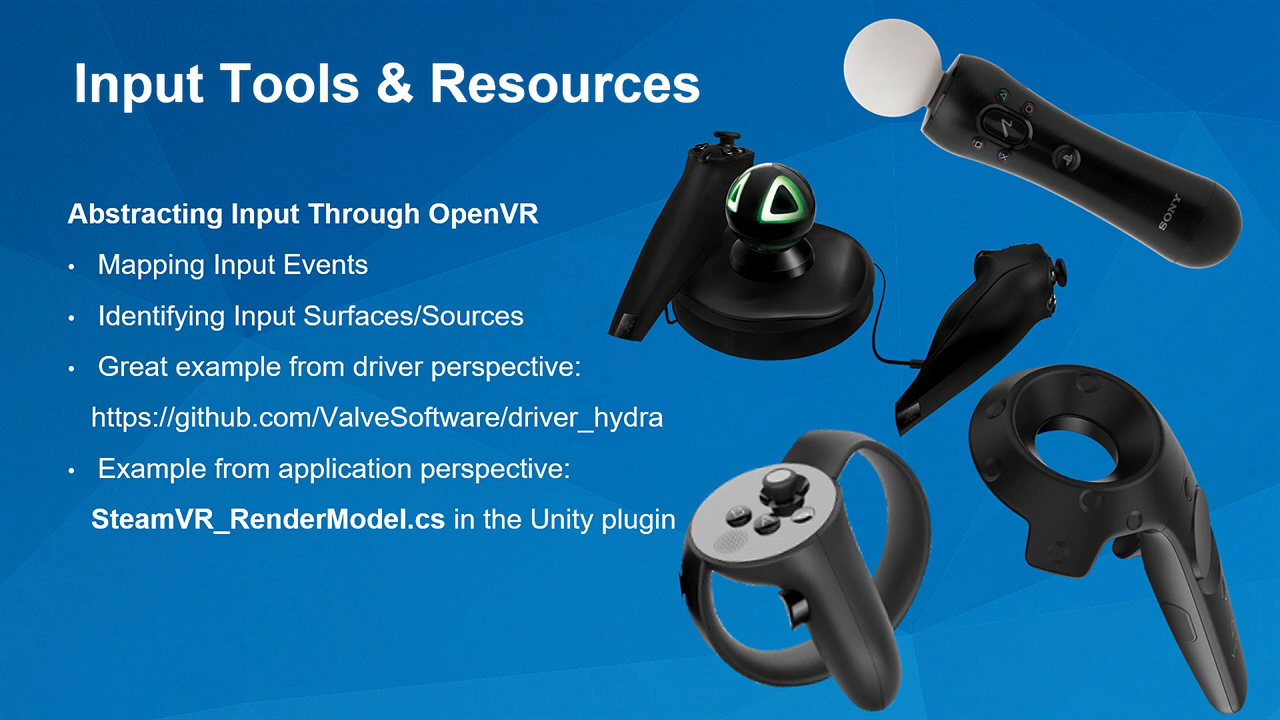 Input Tools & Resources
Abstracting Input Through OpenVR
• Mapping Input Events
• Identifying Input Surfaces/Sources
• Great example from driver perspective:
https://github.com/ValveSoftware/driver_hydra
• Example from application perspective:
SteamVR_RenderModel.cs in the Unity plugin
SONY
B
A